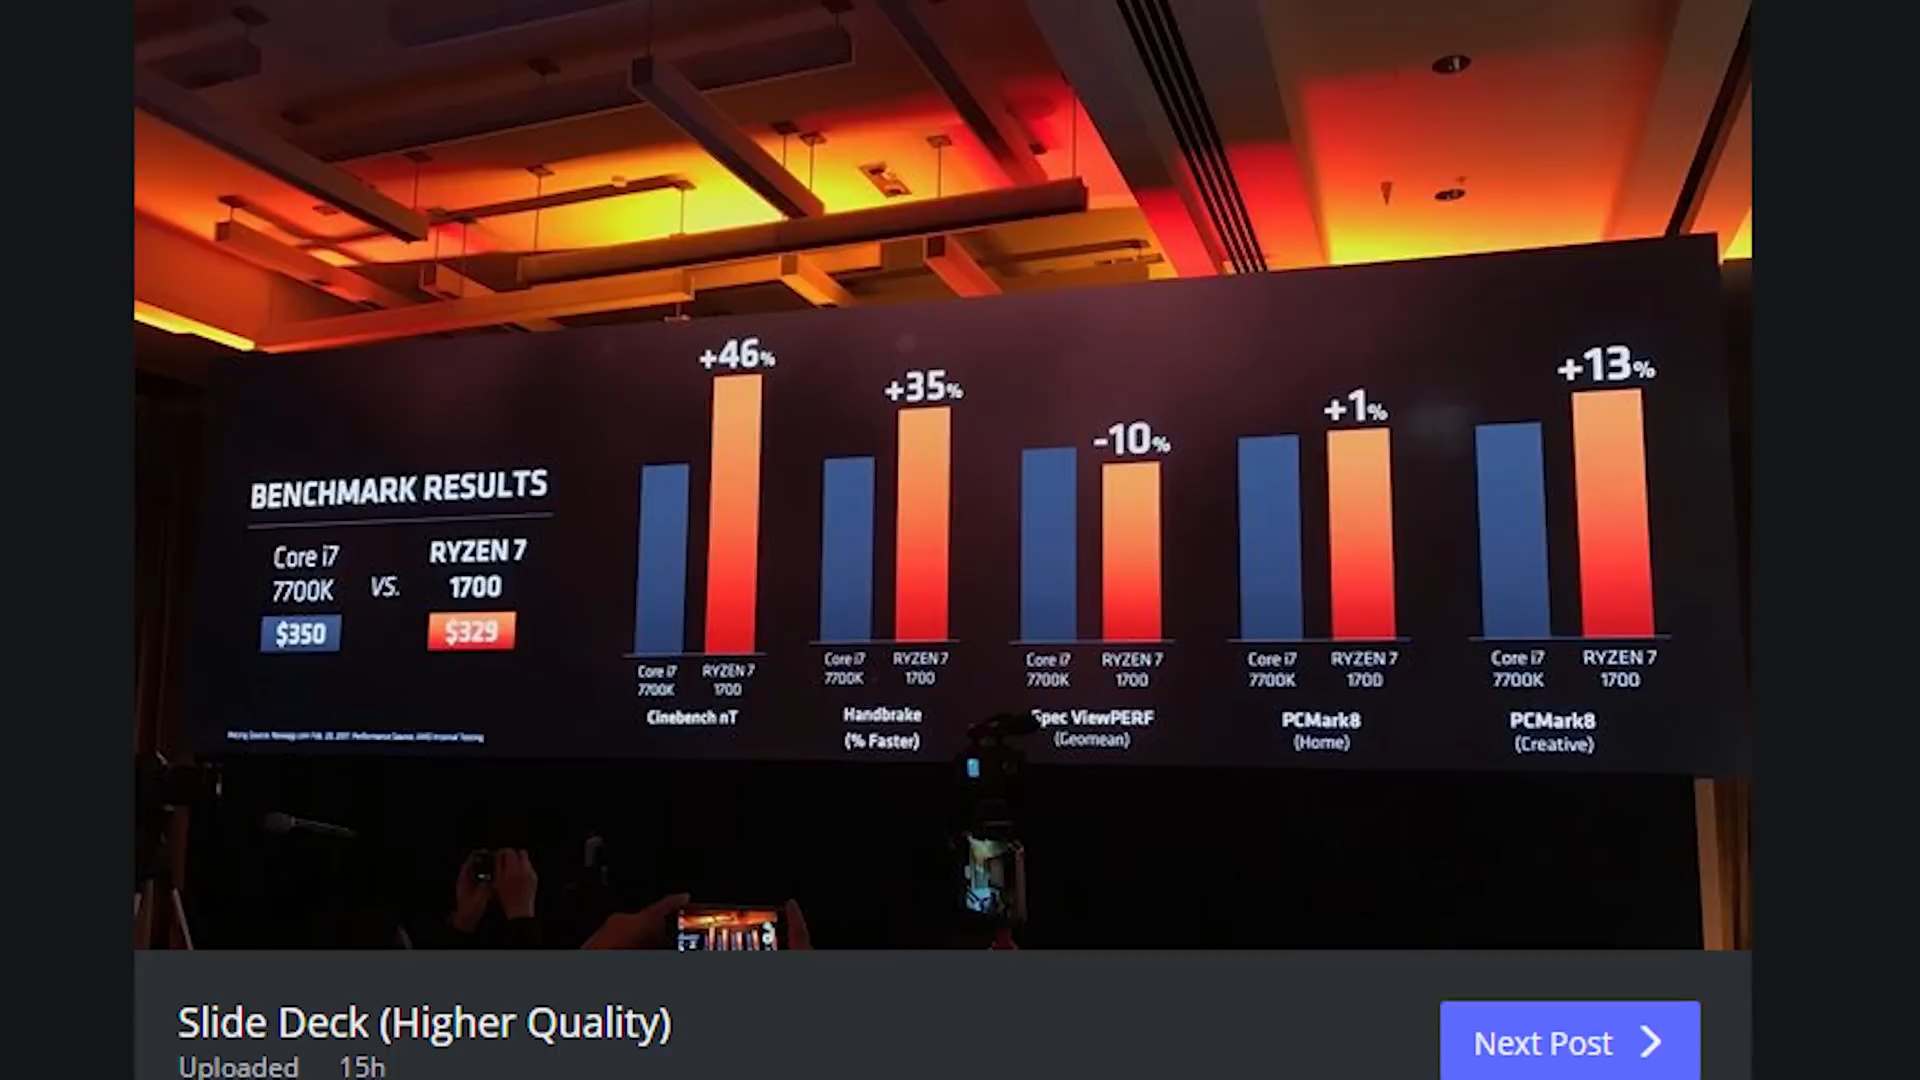 +46%
+35%
-10%
+1%
+13%
BENCHMARK RESULTS
Core i7
7700K
VS.
RYZEN 7
1700
$350
$329
Core i7
7700K
RYZEN 7
1700
Cinebench nT
Core i7
7700K
RYZEN 7
1700
Handbrake
(% Faster)
Core i7
7700K
RYZEN 7
1700
Spec ViewPERF
(Geomean)
Core i7
7700K
RYZEN 7
1700
PCMark8
(Home)
Core i7
7700K
RYZEN 7
1700
PCMark8
(Creative)
Slide Deck (Higher Quality)
Uploaded 15h
Next Post